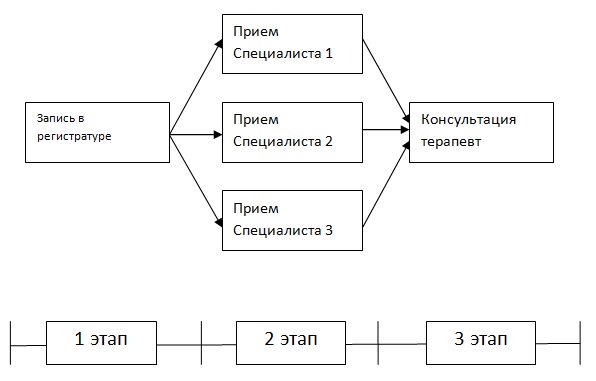 Прием
Специалиста 1
Запись в
регистратуре
Прием
Специалиста 2
Консультация
терапевт
Прием
Специалиста 3
1 этап
2 этап
3 этап